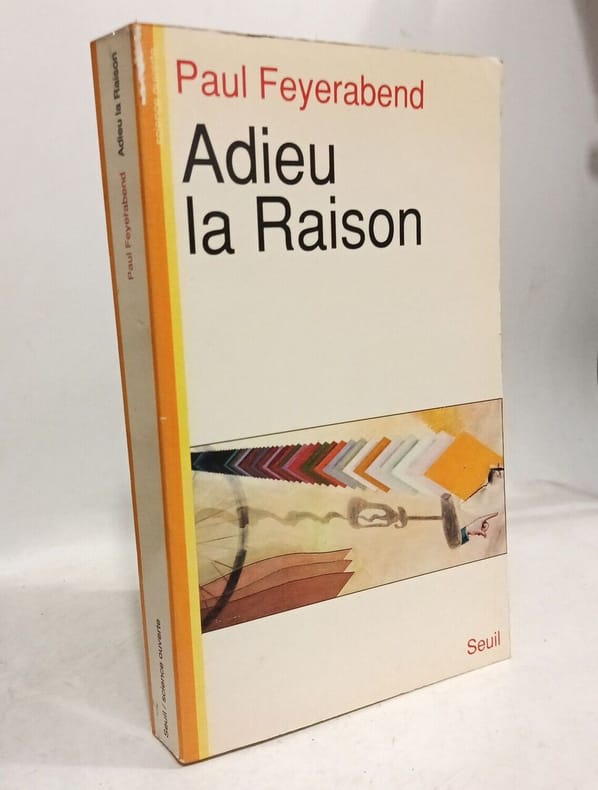 Paul Feyerabend
Adieu
la Raison
Seuil
Paul Feyerabend Adieu la Raison
Seuil / science ouverte